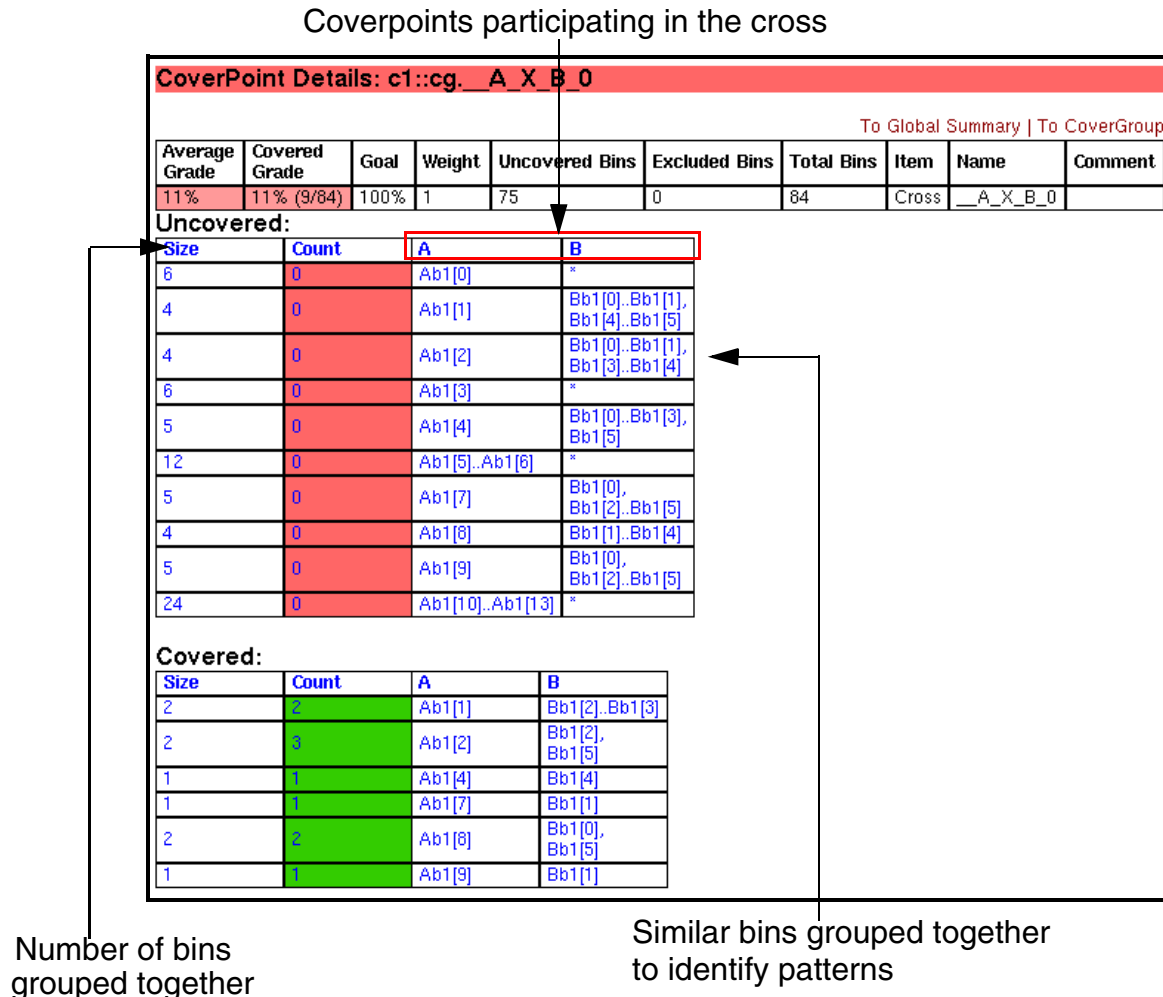 Coverpoints participating in the cross
CoverPoint Details: c1::cg.__A_X_B_0
To Global Summary | To CoverGroup
Average Grade Covered Grade Goal Weight Uncovered Bins Excluded Bins Total Bins Item Name Comment
11% 11% (9/84) 100% 1 75 0 84 Cross __A_X_B_0
Uncovered:
Size Count A B
6 0 Ab1[0] *
4 0 Ab1[1] Bb1[0]..Bb1[1], Bb1[4]..Bb1[5]
4 0 Ab1[2] Bb1[0]..Bb1[1], Bb1[3]..Bb1[4]
6 0 Ab1[3] *
5 0 Ab1[4] Bb1[0]..Bb1[3], Bb1[5]
12 0 Ab1[5]..Ab1[6] *
5 0 Ab1[7] Bb1[0], Bb1[2]..Bb1[5]
4 0 Ab1[8] Bb1[1]..Bb1[4]
5 0 Ab1[9] Bb1[0], Bb1[2]..Bb1[5]
24 0 Ab1[10]..Ab1[13] *
Covered:
Size Count A B
2 2 Ab1[1] Bb1[2]..Bb1[3]
2 3 Ab1[2] Bb1[2], Bb1[5]
1 1 Ab1[4] Bb1[4]
1 1 Ab1[7] Bb1[1]
2 2 Ab1[8] Bb1[0], Bb1[5]
1 1 Ab1[9] Bb1[1]
Number of bins
grouped together
Similar bins grouped together
to identify patterns